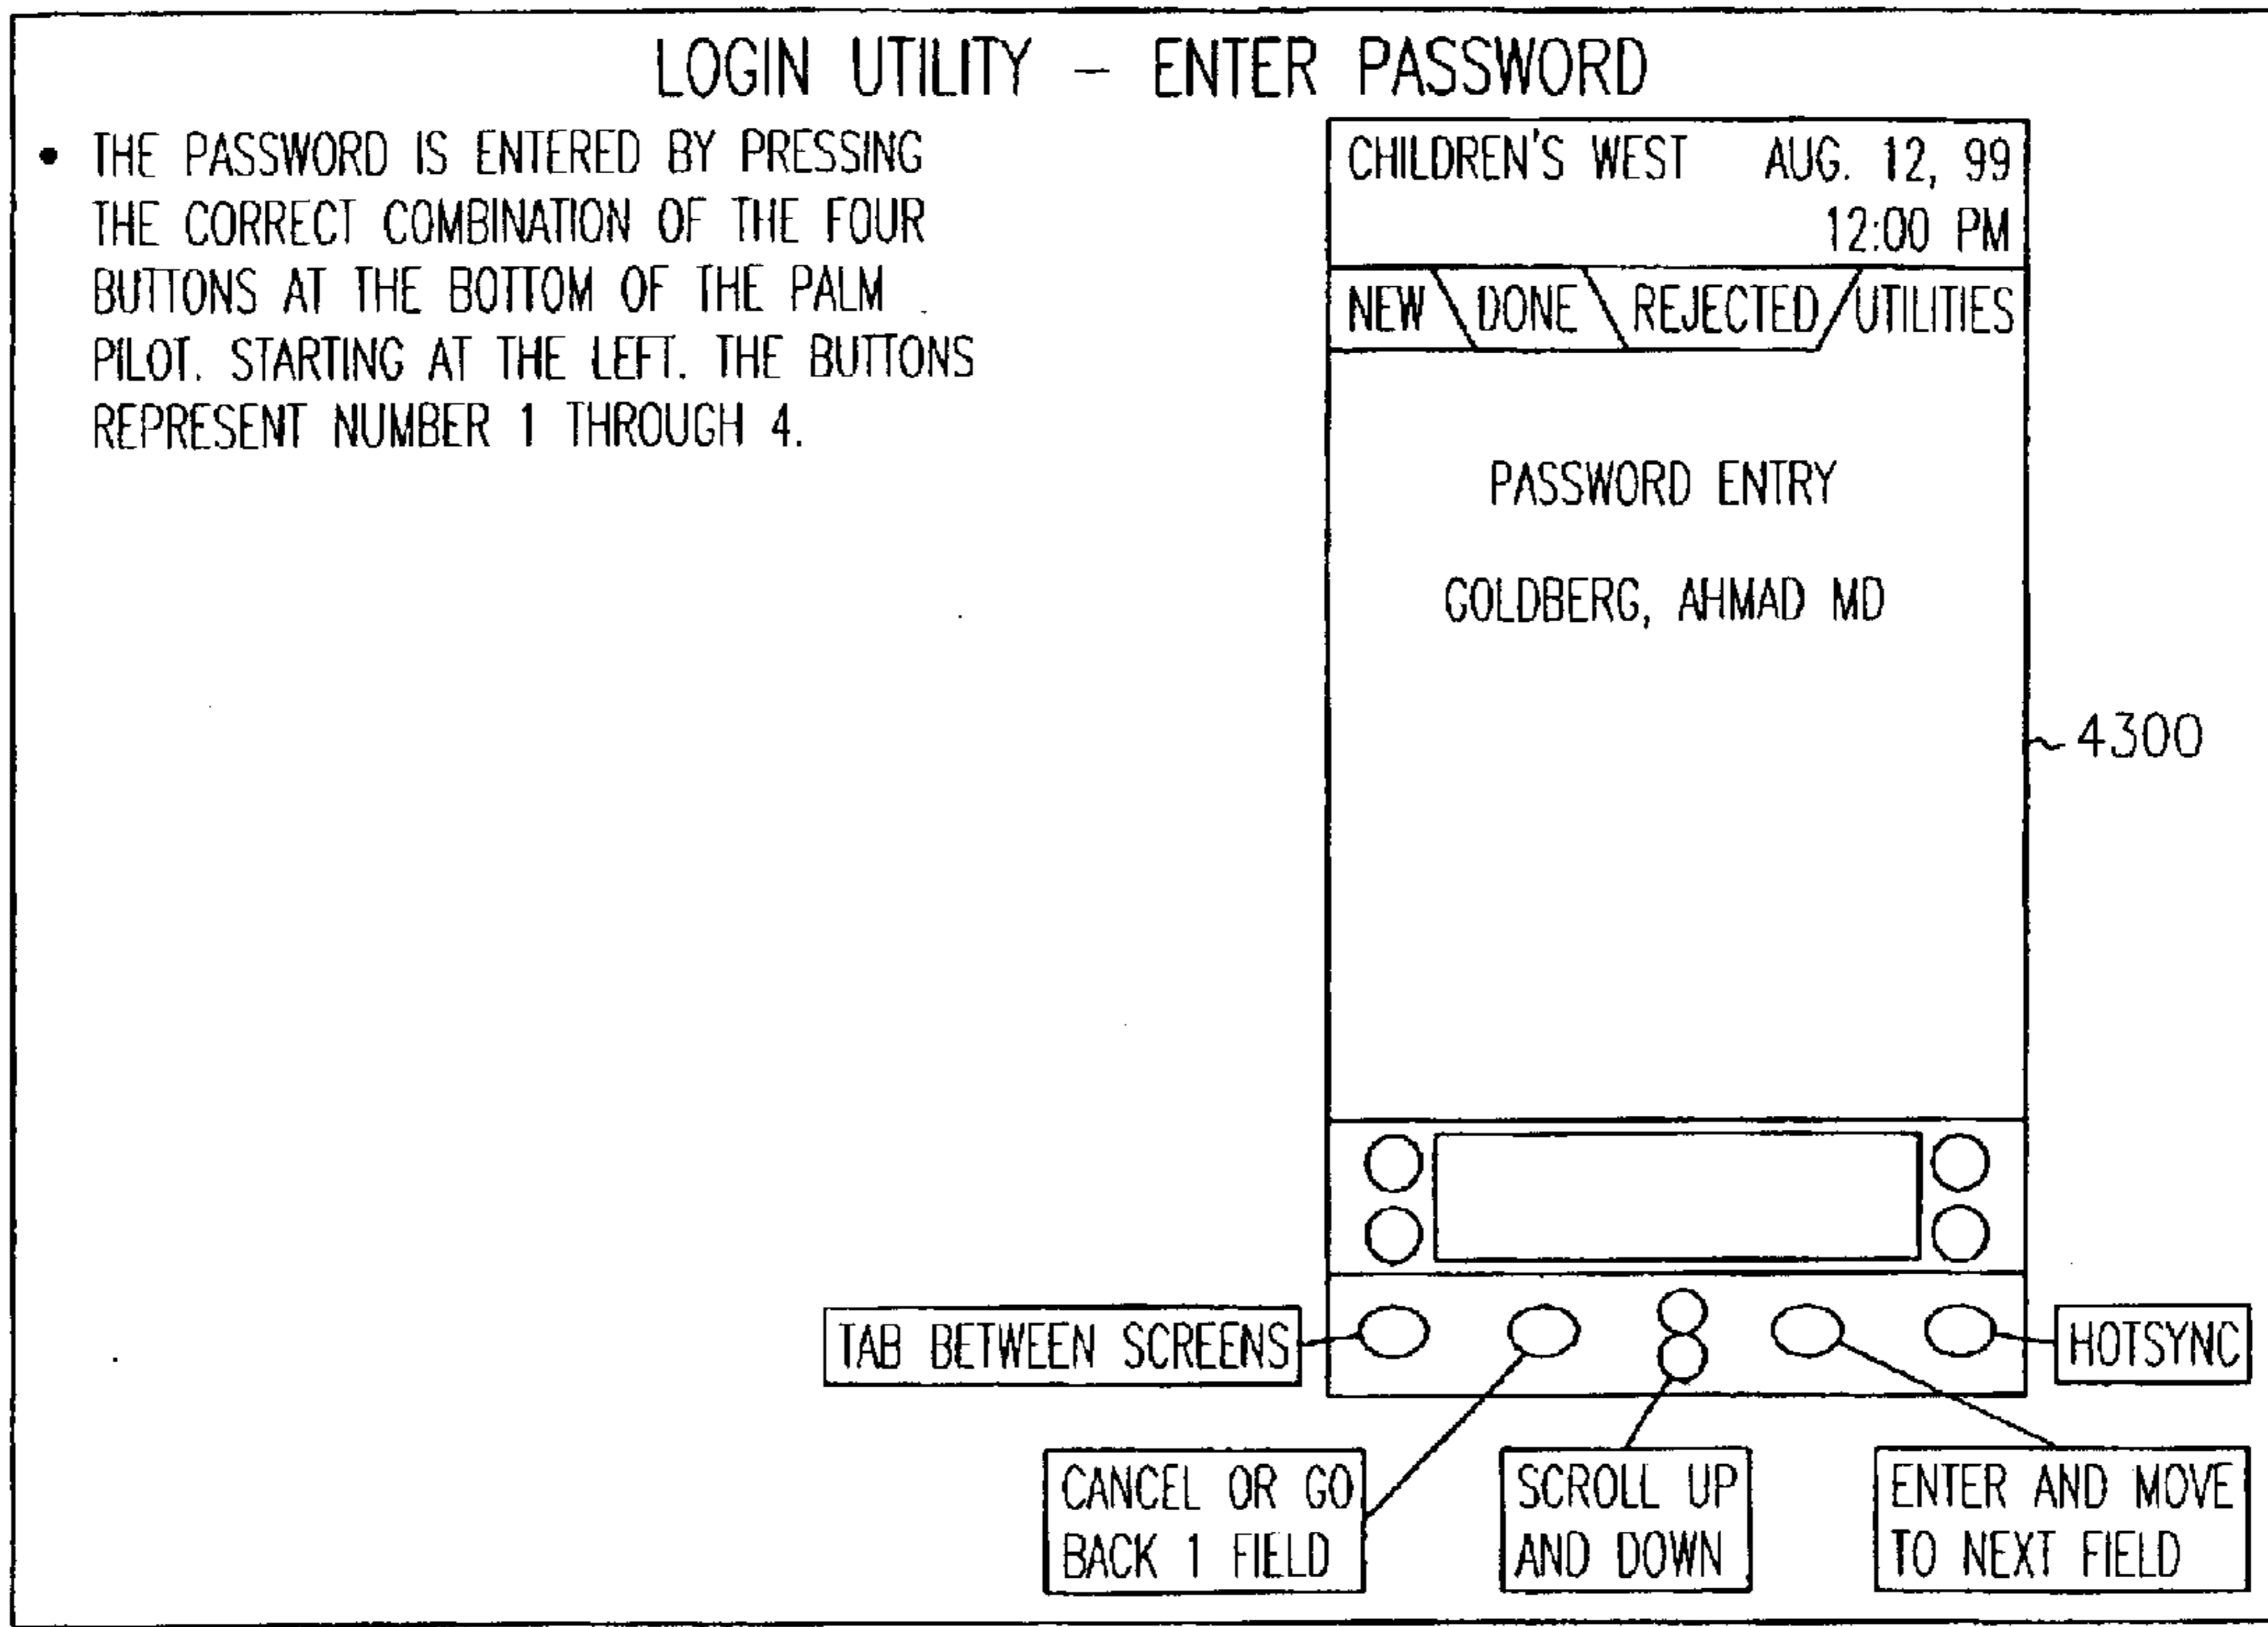 LOGIN UTILITY – ENTER PASSWORD
• THE PASSWORD IS ENTERED BY PRESSING
THE CORRECT COMBINATION OF THE FOUR
BUTTONS AT THE BOTTOM OF THE PALM
PILOT. STARTING AT THE LEFT. THE BUTTONS
REPRESENT NUMBER 1 THROUGH 4.
CHILDREN'S WEST AUG. 12, 99
12:00 PM
NEW DONE REJECTED UTILITIES
PASSWORD ENTRY
GOLDBERG, AHMAD MD
4300
TAB BETWEEN SCREENS
HOTSYNC
CANCEL OR GO
BACK 1 FIELD
SCROLL UP
AND DOWN
ENTER AND MOVE
TO NEXT FIELD